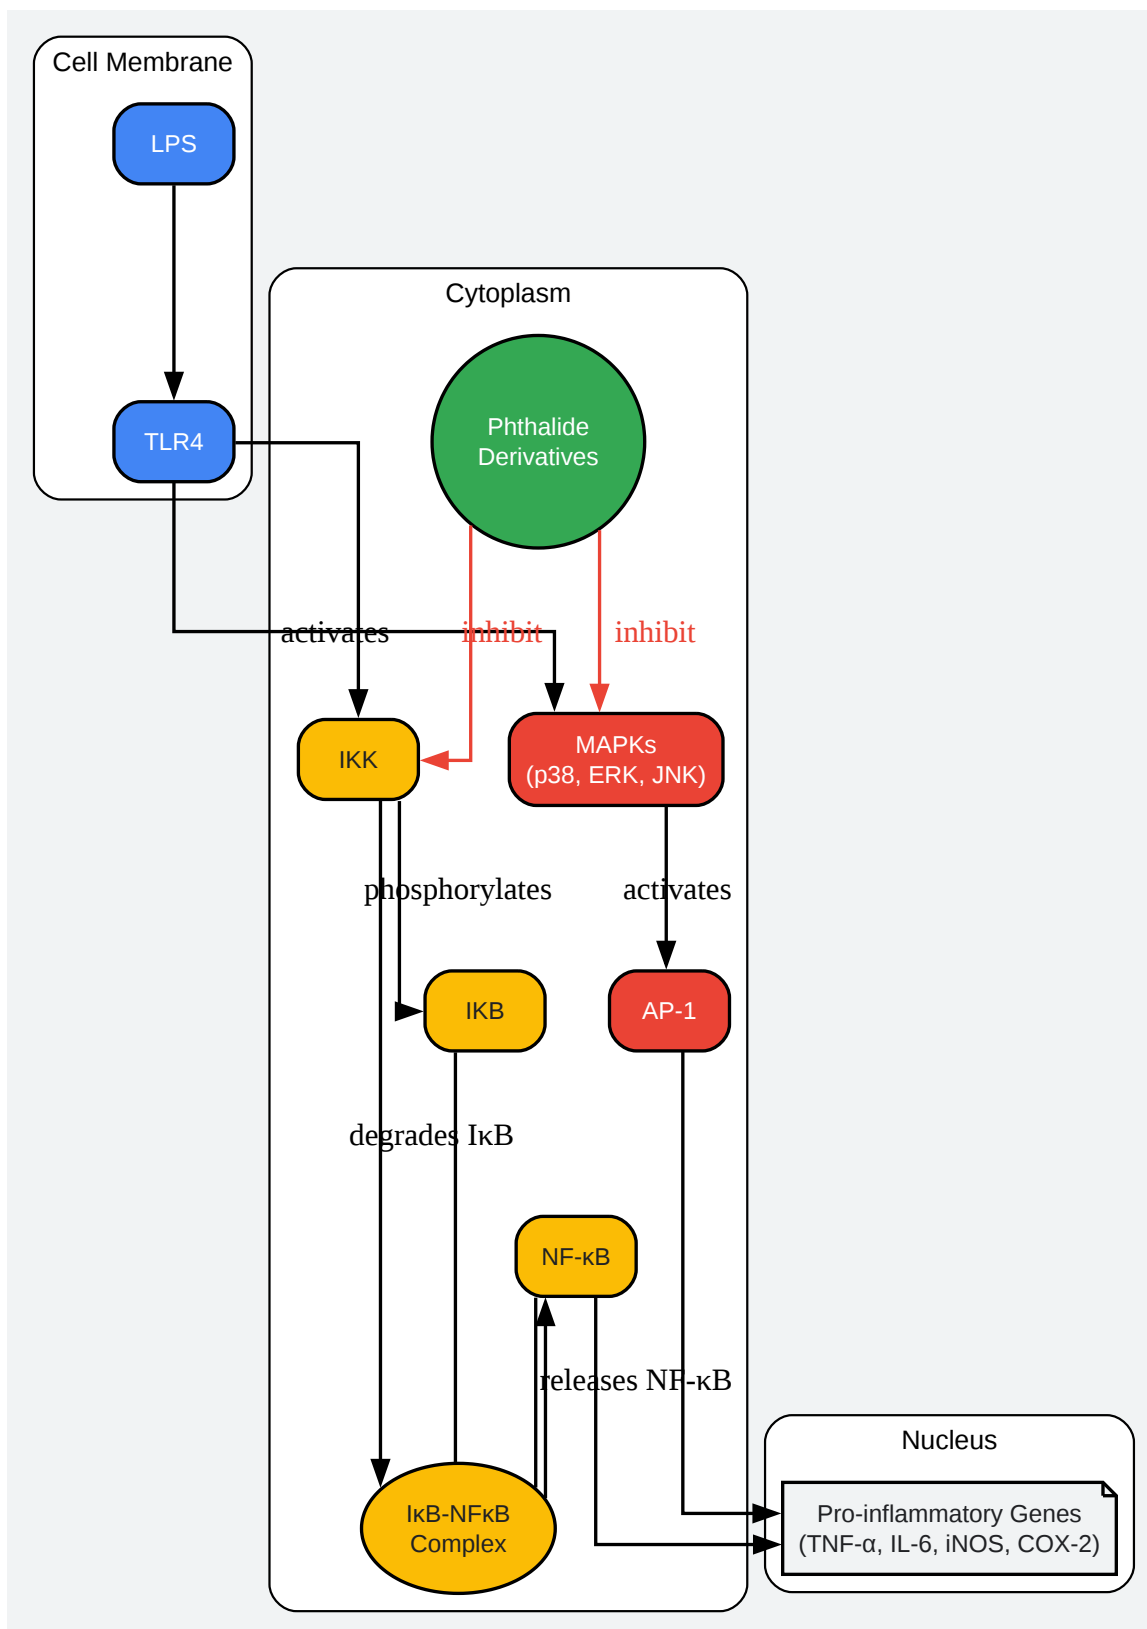 Cell Membrane
LPS
TLR4
Cytoplasm
Phthalide
Derivatives
activates
inhibit
inhibit
IKK
MAPKs
(p38, ERK, JNK)
phosphorylates
activates
IKB
AP-1
degrades IκB
NF-κB
releases NF-κB
IκB-NFκB
Complex
Nucleus
Pro-inflammatory Genes
(TNF-α, IL-6, iNOS, COX-2)